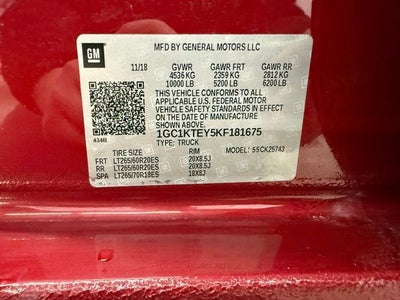 GM
MFD BY GENERAL MOTORS LLC
11/18 GVWR GAWR FRT GAWR RR
4536 KG 2359 KG 2812 KG
10000 LB 5200 LB 6200 LB
THIS VEHICLE CONFORMS TO ALL
APPLICABLE U.S. FEDERAL MOTOR
VEHICLE SAFETY STANDARDS IN EFFECT
ON THE DATE OF MANUFACTURE SHOWN ABOVE.
1GC1KTEY5KF181675
TYPE: TRUCK
434B
TIRE SIZE RIM MODEL: 55CK25743
FRT LT265/60R20ES 20X8.5J
RR LT265/60R20ES 20X8.5J
SPA LT265/70R18ES 18X8J